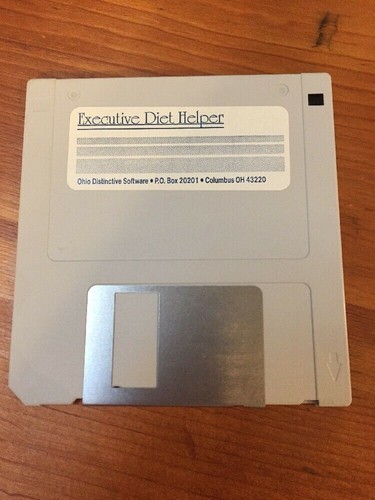 Executive Diet Helper
Ohio Distinctive Software • P.O. Box 20201 • Columbus OH 43220